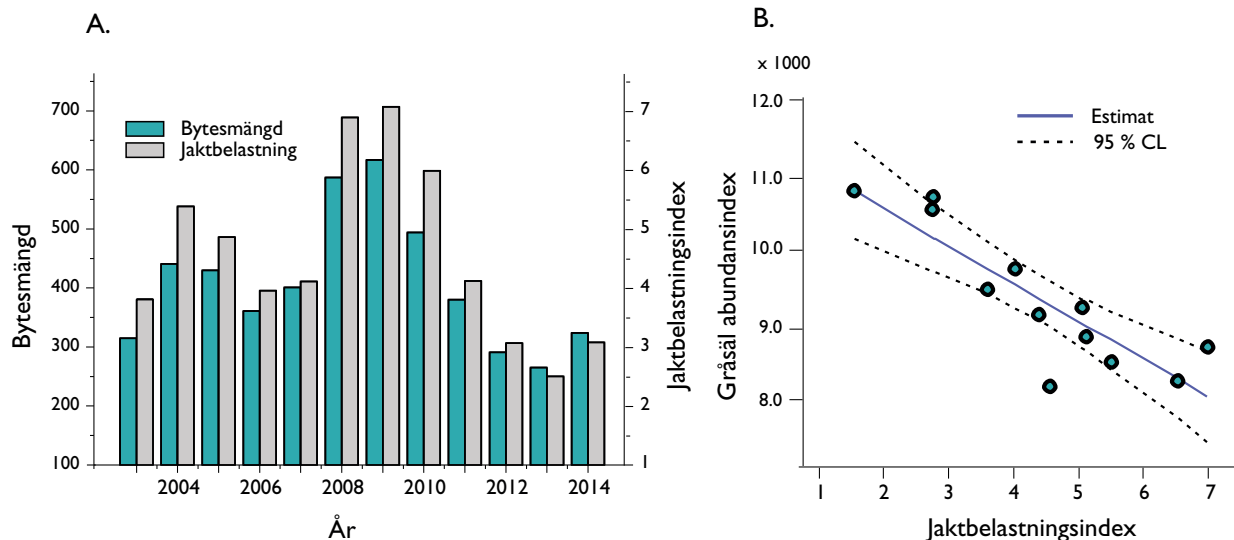 A.
700
600
500
400
300
200
100
Bytesmängd
Bytesmängd
Jaktbelastning
7
6
5
4
3
2
1
Jaktbelastningsindex
2004 2006 2008 2010 2012 2014
År
B.
x 1000
12.0
11.0
10.0
9.0
8.0
Gråsäl abundansindex
Estimat
95 % CL
1 2 3 4 5 6 7
Jaktbelastningsindex